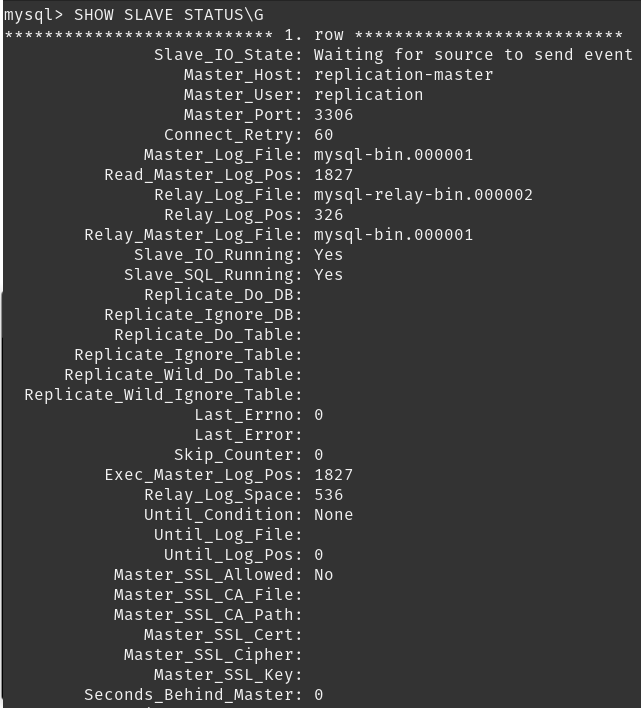 mysql> SHOW SLAVE STATUS\G
*************************** 1. row ***************************
Slave_IO_State: Waiting for source to send event
Master_Host: replication-master
Master_User: replication
Master_Port: 3306
Connect_Retry: 60
Master_Log_File: mysql-bin.000001
Read_Master_Log_Pos: 1827
Relay_Log_File: mysql-relay-bin.000002
Relay_Log_Pos: 326
Relay_Master_Log_File: mysql-bin.000001
Slave_IO_Running: Yes
Slave_SQL_Running: Yes
Replicate_Do_DB:
Replicate_Ignore_DB:
Replicate_Do_Table:
Replicate_Ignore_Table:
Replicate_Wild_Do_Table:
Replicate_Wild_Ignore_Table:
Last_Errno: 0
Last_Error:
Skip_Counter: 0
Exec_Master_Log_Pos: 1827
Relay_Log_Space: 536
Until_Condition: None
Until_Log_File:
Until_Log_Pos: 0
Master_SSL_Allowed: No
Master_SSL_CA_File:
Master_SSL_CA_Path:
Master_SSL_Cert:
Master_SSL_Cipher:
Master_SSL_Key:
Seconds_Behind_Master: 0